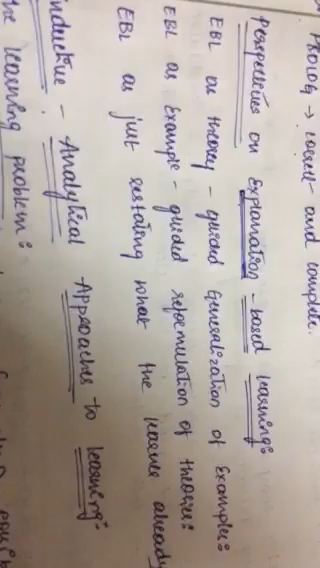 PROLOG → correct and complete.
Perspectives on Explanation - based learning:
EBL as theory - guided Generalization of Examples:
EBL as Example - guided reformulation of theories:
EBL as just restating what the learner already
nductive - Analytical Approaches to learning:
the learning problem: